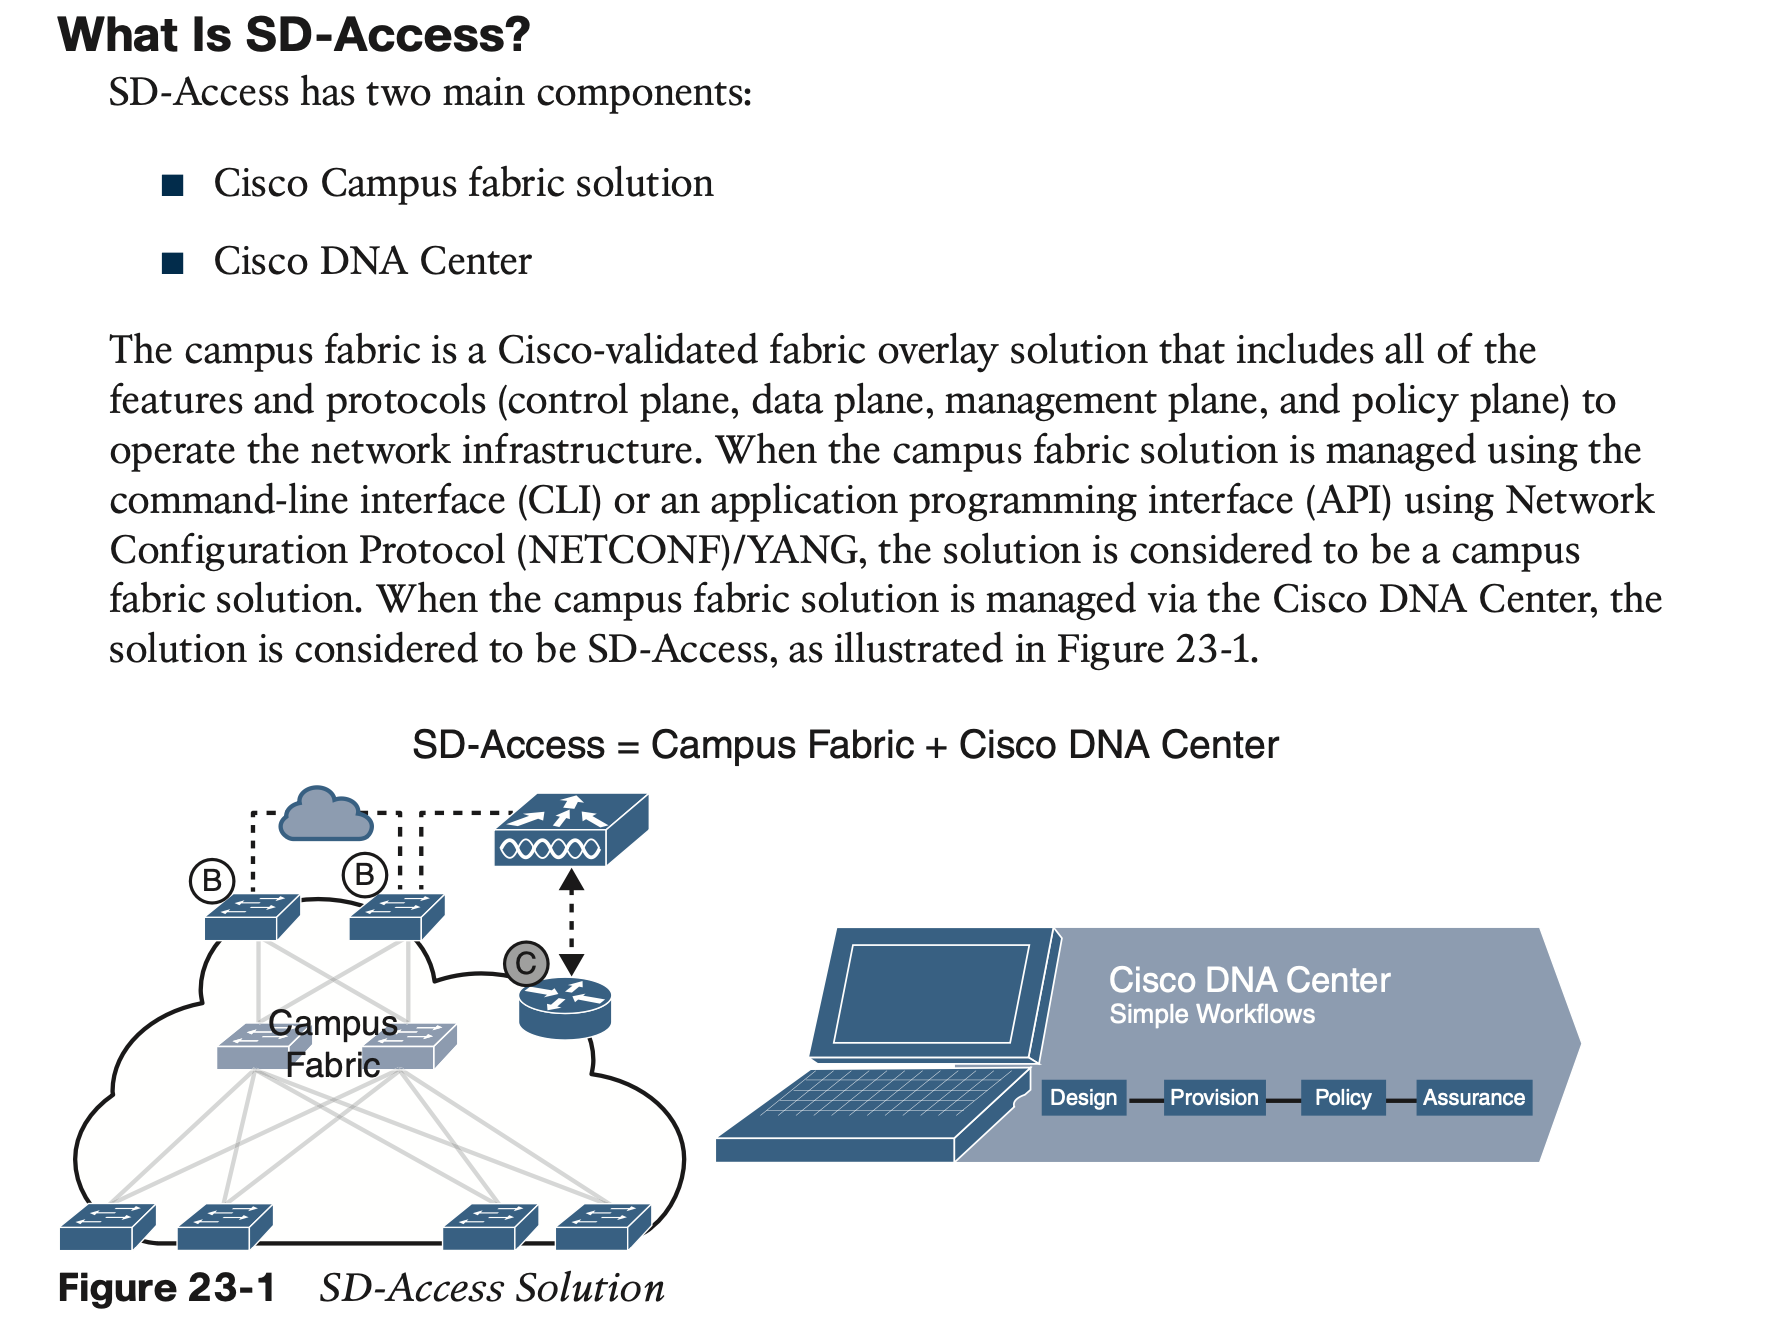 What Is SD-Access?
SD-Access has two main components:
■ Cisco Campus fabric solution
■ Cisco DNA Center
The campus fabric is a Cisco-validated fabric overlay solution that includes all of the
features and protocols (control plane, data plane, management plane, and policy plane) to
operate the network infrastructure. When the campus fabric solution is managed using the
command-line interface (CLI) or an application programming interface (API) using Network
Configuration Protocol (NETCONF)/YANG, the solution is considered to be a campus
fabric solution. When the campus fabric solution is managed via the Cisco DNA Center, the
solution is considered to be SD-Access, as illustrated in Figure 23-1.
SD-Access = Campus Fabric + Cisco DNA Center
B
B
C
Campus
Fabric
Cisco DNA Center
Simple Workflows
Design
Provision
Policy
Assurance
Figure 23-1 SD-Access Solution